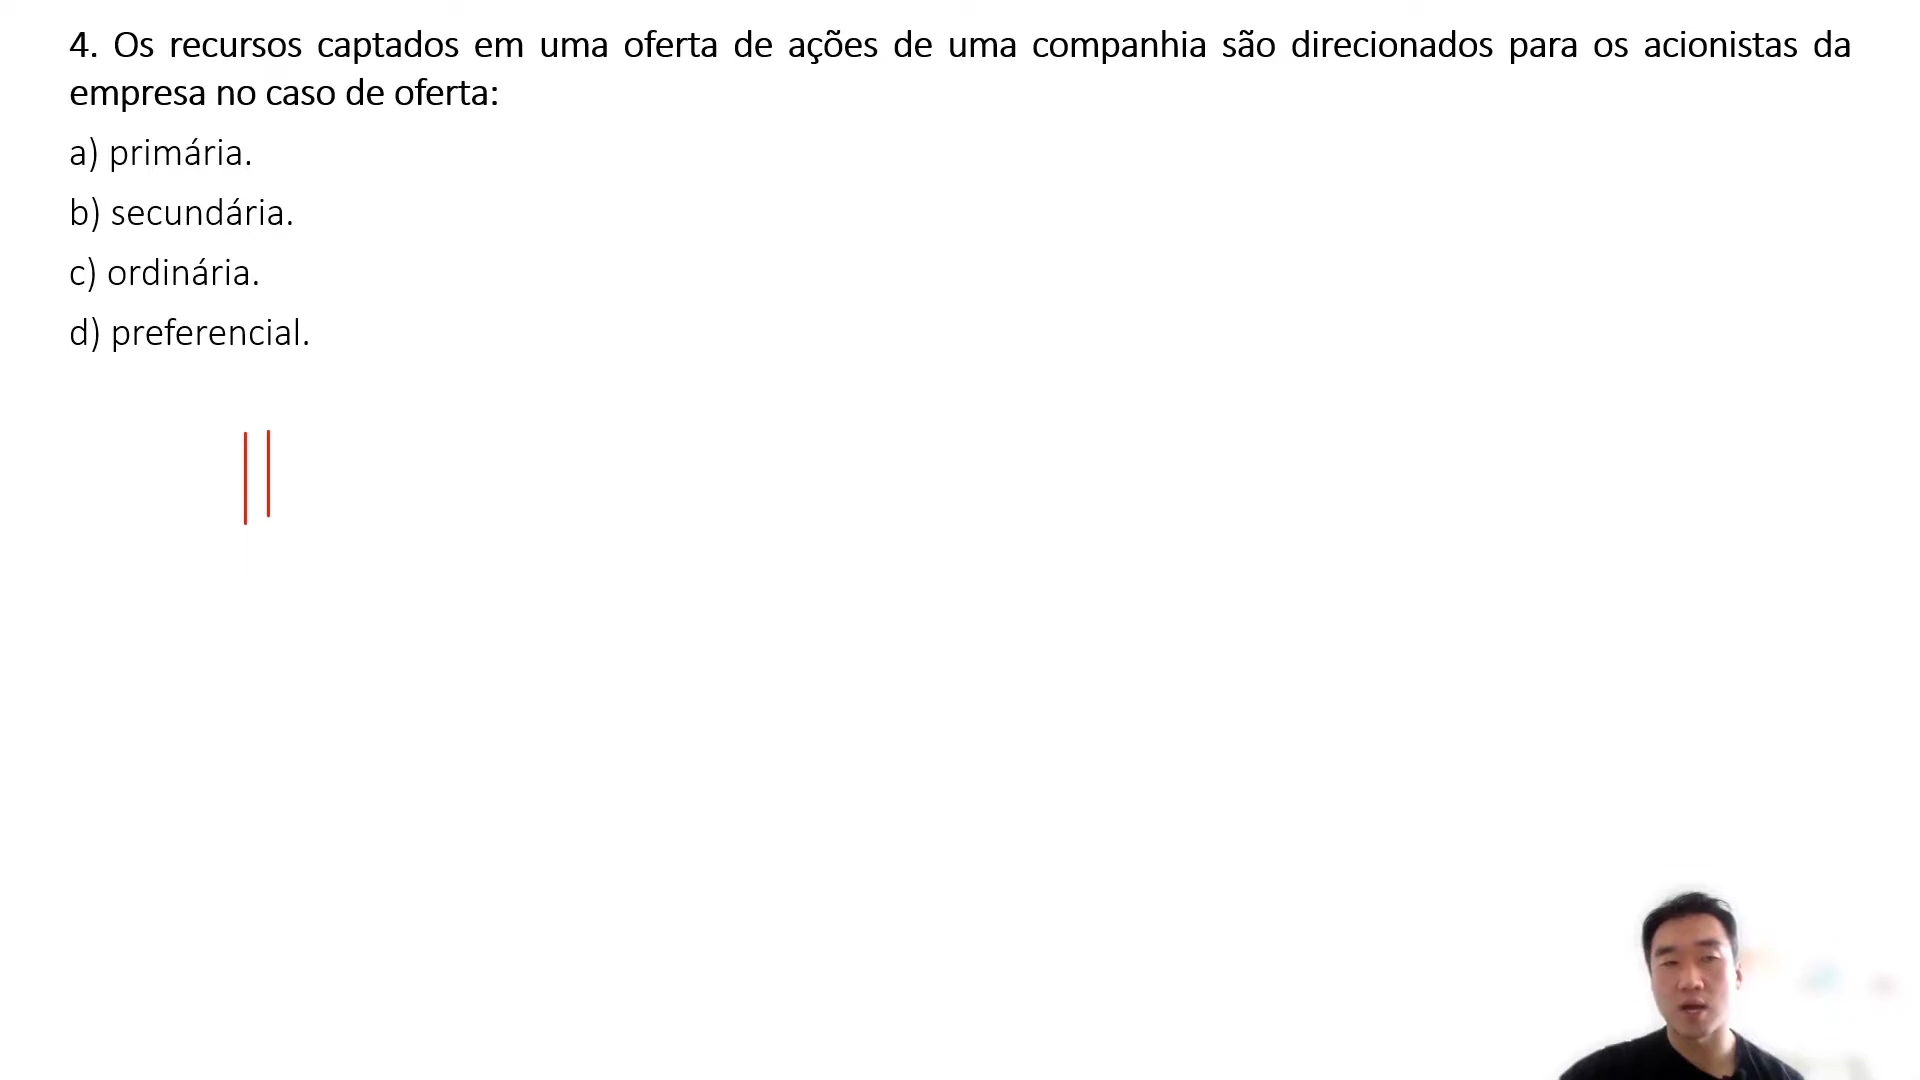 4. Os recursos captados em uma oferta de ações de uma companhia são direcionados para os acionistas da
empresa no caso de oferta:
a) primária.
b) secundária.
c) ordinária.
d) preferencial.